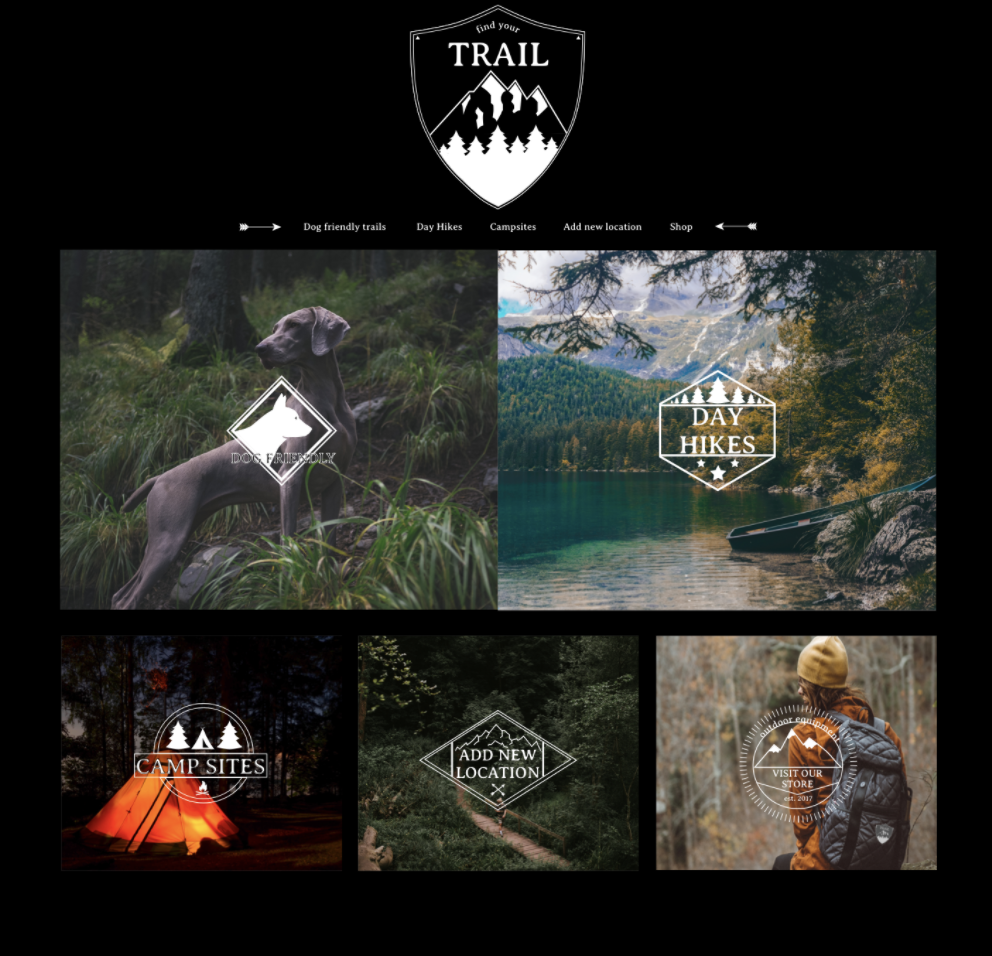 find your
TRAIL
Dog friendly trails
Day Hikes
Campsites
Add new location
Shop
DOG FRIENDLY
DAY
HIKES
CAMP SITES
ADD NEW
LOCATION
outdoor equipment
VISIT OUR
STORE
est. 2017